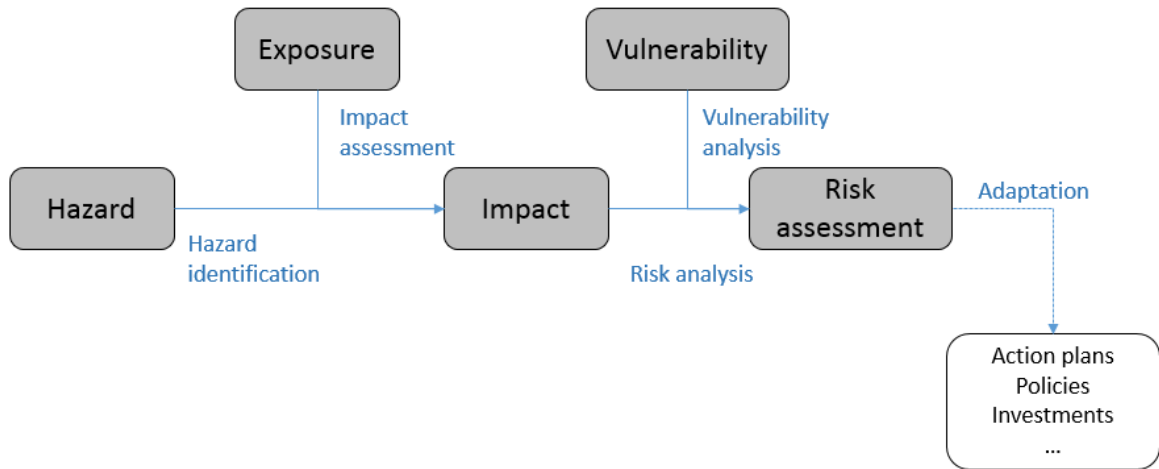 Exposure
Vulnerability
Impact
assessment
Vulnerability
analysis
Hazard
Impact
Risk
assessment
Adaptation
Hazard
identification
Risk analysis
Action plans
Policies
Investments
...